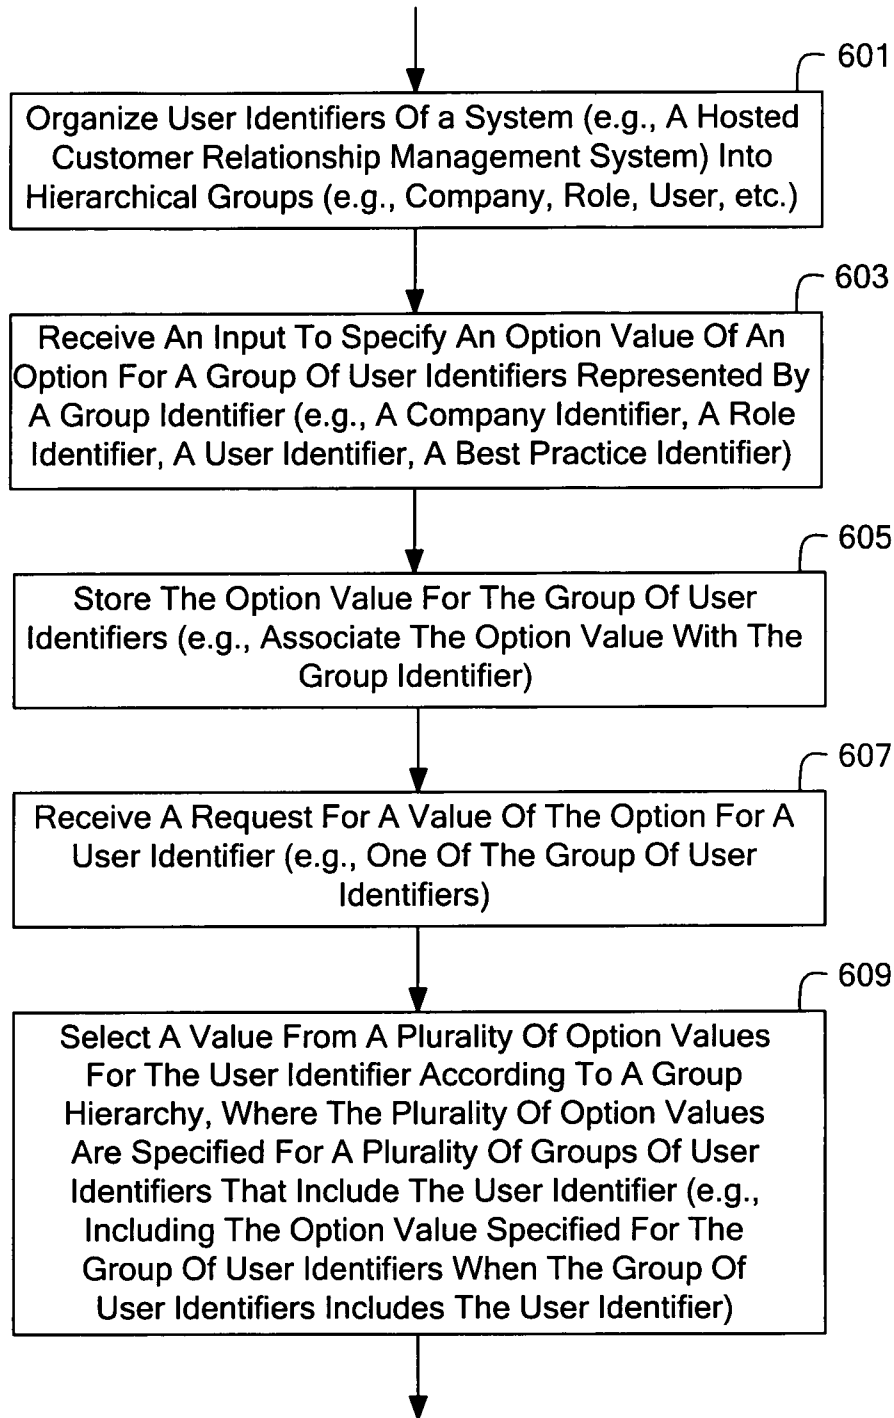 601
Organize User Identifiers Of a System (e.g., A Hosted
Customer Relationship Management System) Into
Hierarchical Groups (e.g., Company, Role, User, etc.)
603
Receive An Input To Specify An Option Value Of An
Option For A Group Of User Identifiers Represented By
A Group Identifier (e.g., A Company Identifier, A Role
Identifier, A User Identifier, A Best Practice Identifier)
605
Store The Option Value For The Group Of User
Identifiers (e.g., Associate The Option Value With The
Group Identifier)
607
Receive A Request For A Value Of The Option For A
User Identifier (e.g., One Of The Group Of User
Identifiers)
609
Select A Value From A Plurality Of Option Values
For The User Identifier According To A Group
Hierarchy, Where The Plurality Of Option Values
Are Specified For A Plurality Of Groups Of User
Identifiers That Include The User Identifier (e.g.,
Including The Option Value Specified For The
Group Of User Identifiers When The Group Of
User Identifiers Includes The User Identifier)